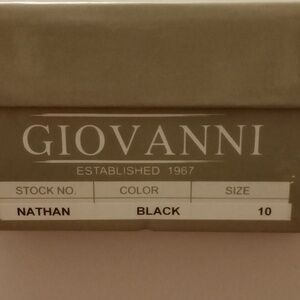 GIOVANNI
ESTABLISHED 1967
STOCK NO. COLOR SIZE
NATHAN BLACK 10